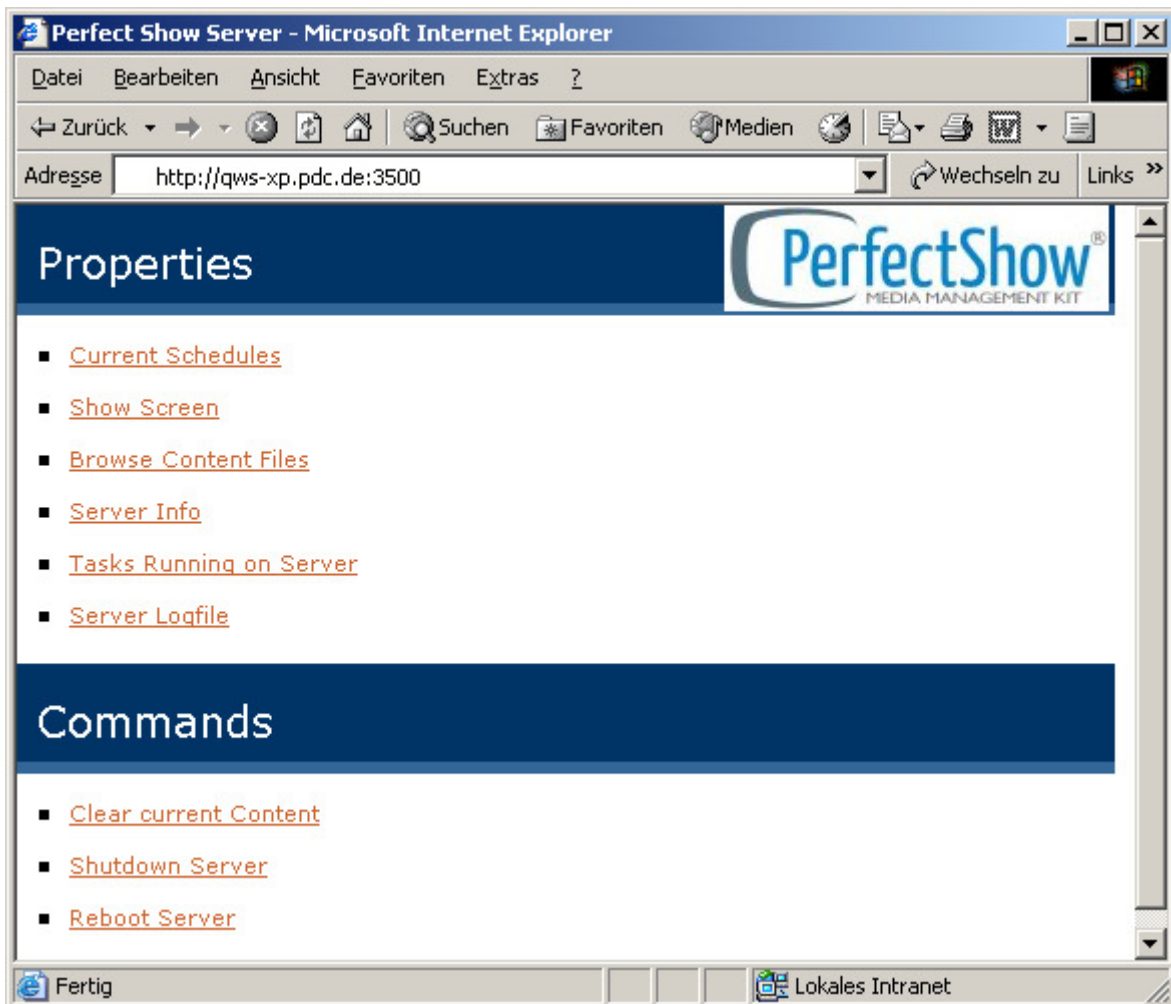 Perfect Show Server - Microsoft Internet Explorer
Datei Bearbeiten Ansicht Favoriten Extras ?
Zurück Suchen Favoriten Medien
Adresse http://qws-xp.pdc.de:3500 Wechseln zu Links »
Properties
PerfectShow®
MEDIA MANAGEMENT KIT
Current Schedules
Show Screen
Browse Content Files
Server Info
Tasks Running on Server
Server Logfile
Commands
Clear current Content
Shutdown Server
Reboot Server
Fertig Lokales Intranet